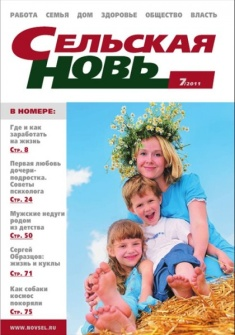 РАБОТА СЕМЬЯ ДОМ ЗДОРОВЬЕ ОБЩЕСТВО ВЛАСТЬ
СЕЛЬСКАЯ
НОВЬ
7/2011
В НОМЕРЕ:
Где и как
заработать
на жизнь
Стр. 8
Первая любовь
дочери-
подростка.
Советы
психолога
Стр. 24
Мужские недуги
родом
из детства
Стр. 50
Сергей
Образцов:
жизнь и куклы
Стр. 71
Как собаки
космос
покоряли
Стр. 75
WWW.NOVSEL.RU